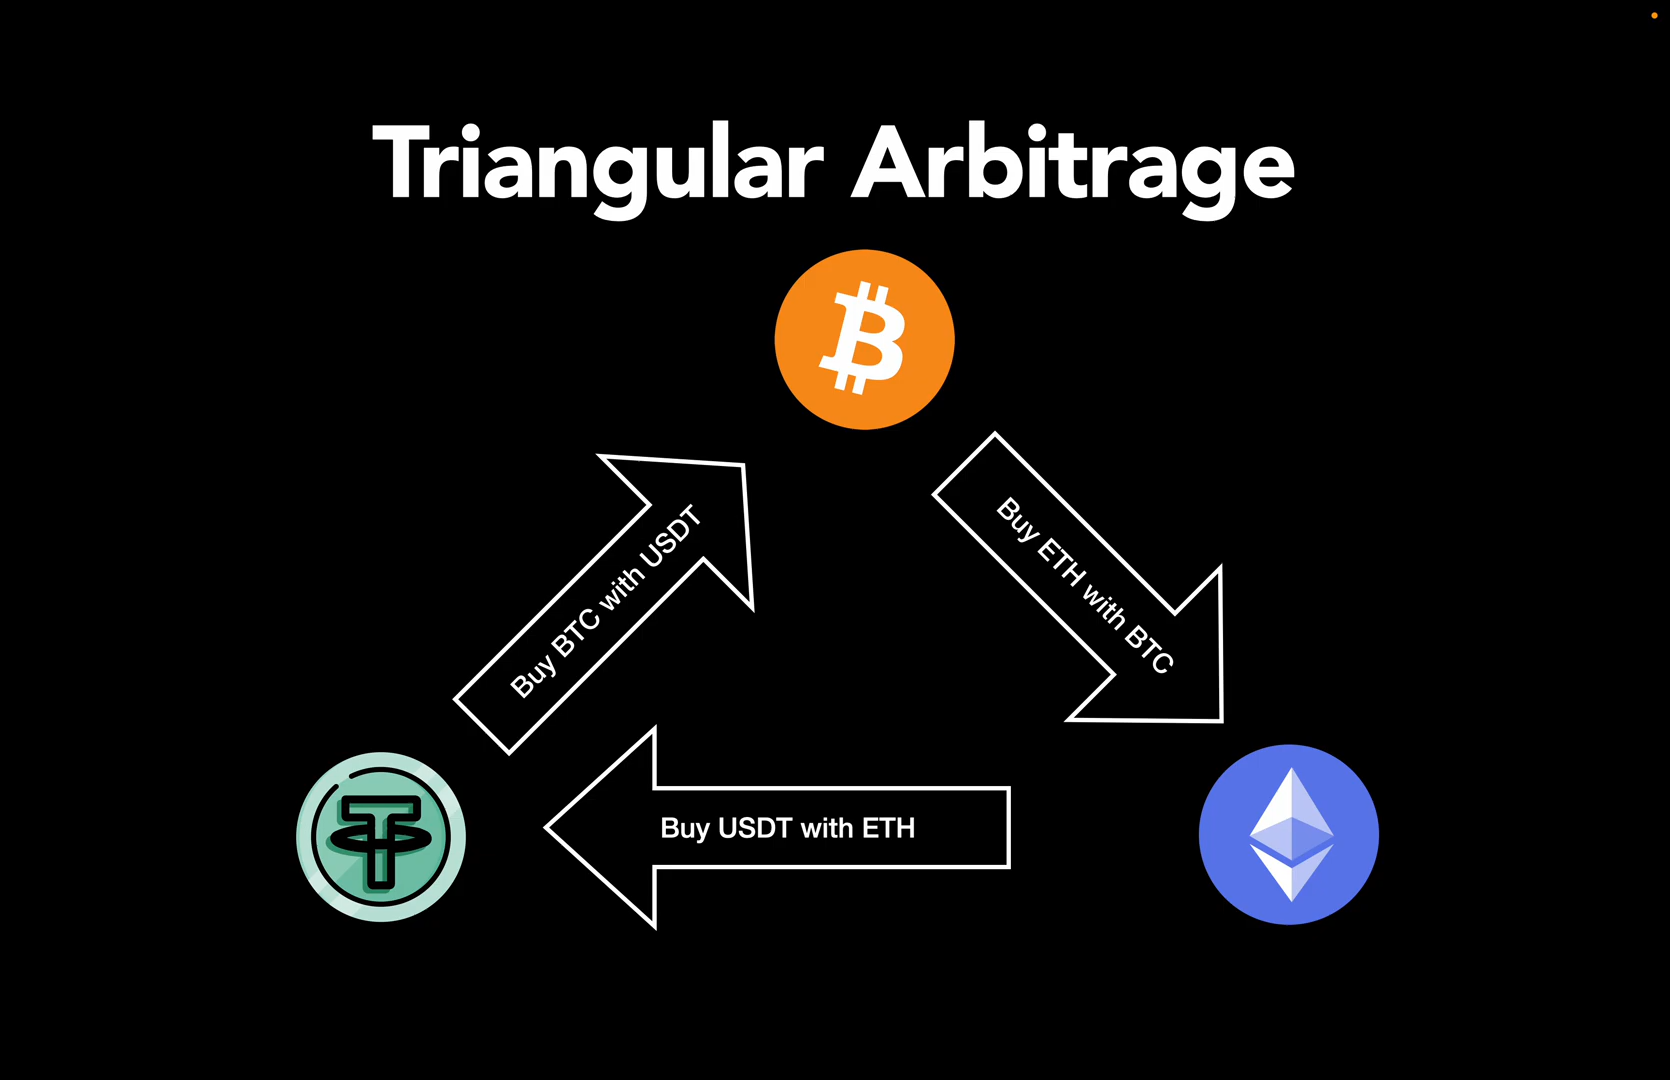 Triangular Arbitrage
Buy BTC with USDT
Buy ETH with BTC
Buy USDT with ETH